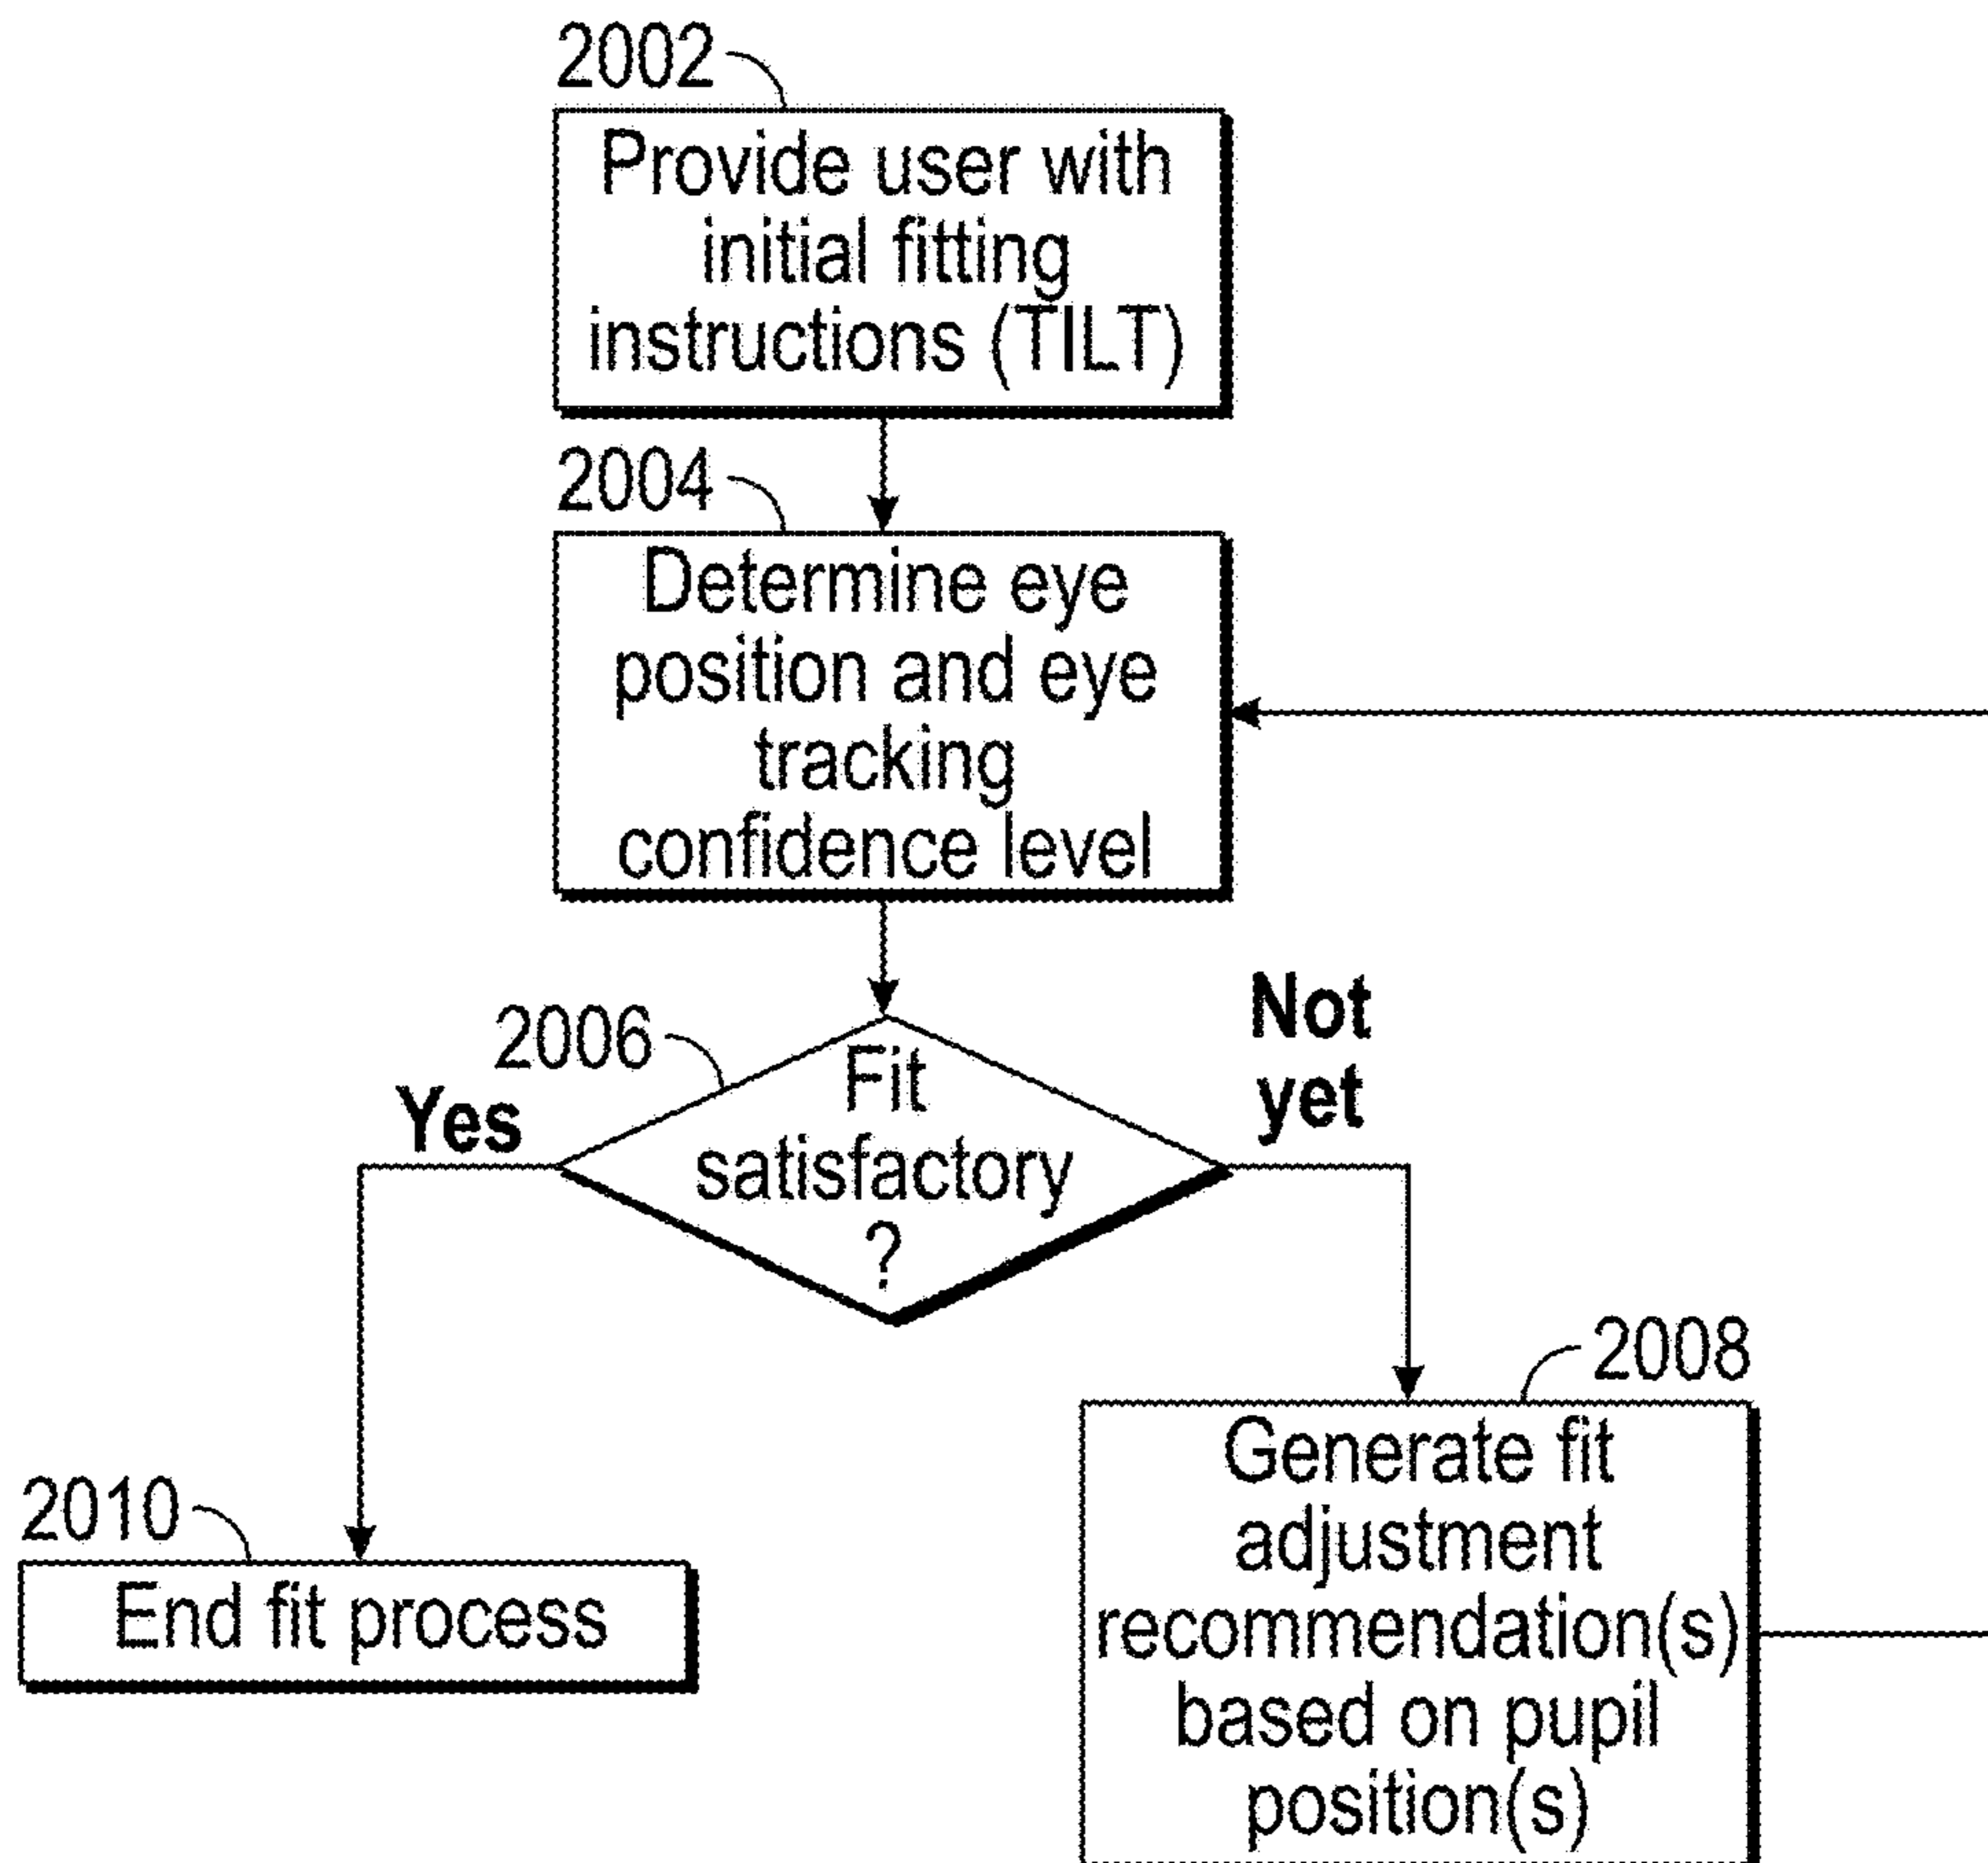 2002
Provide user with
initial fitting
instructions (TILT)
2004
Determine eye
position and eye
tracking
confidence level
2006
Fit
satisfactory
?
Yes
Not
yet
2008
Generate fit
adjustment
recommendation(s)
based on pupil
position(s)
2010
End fit process